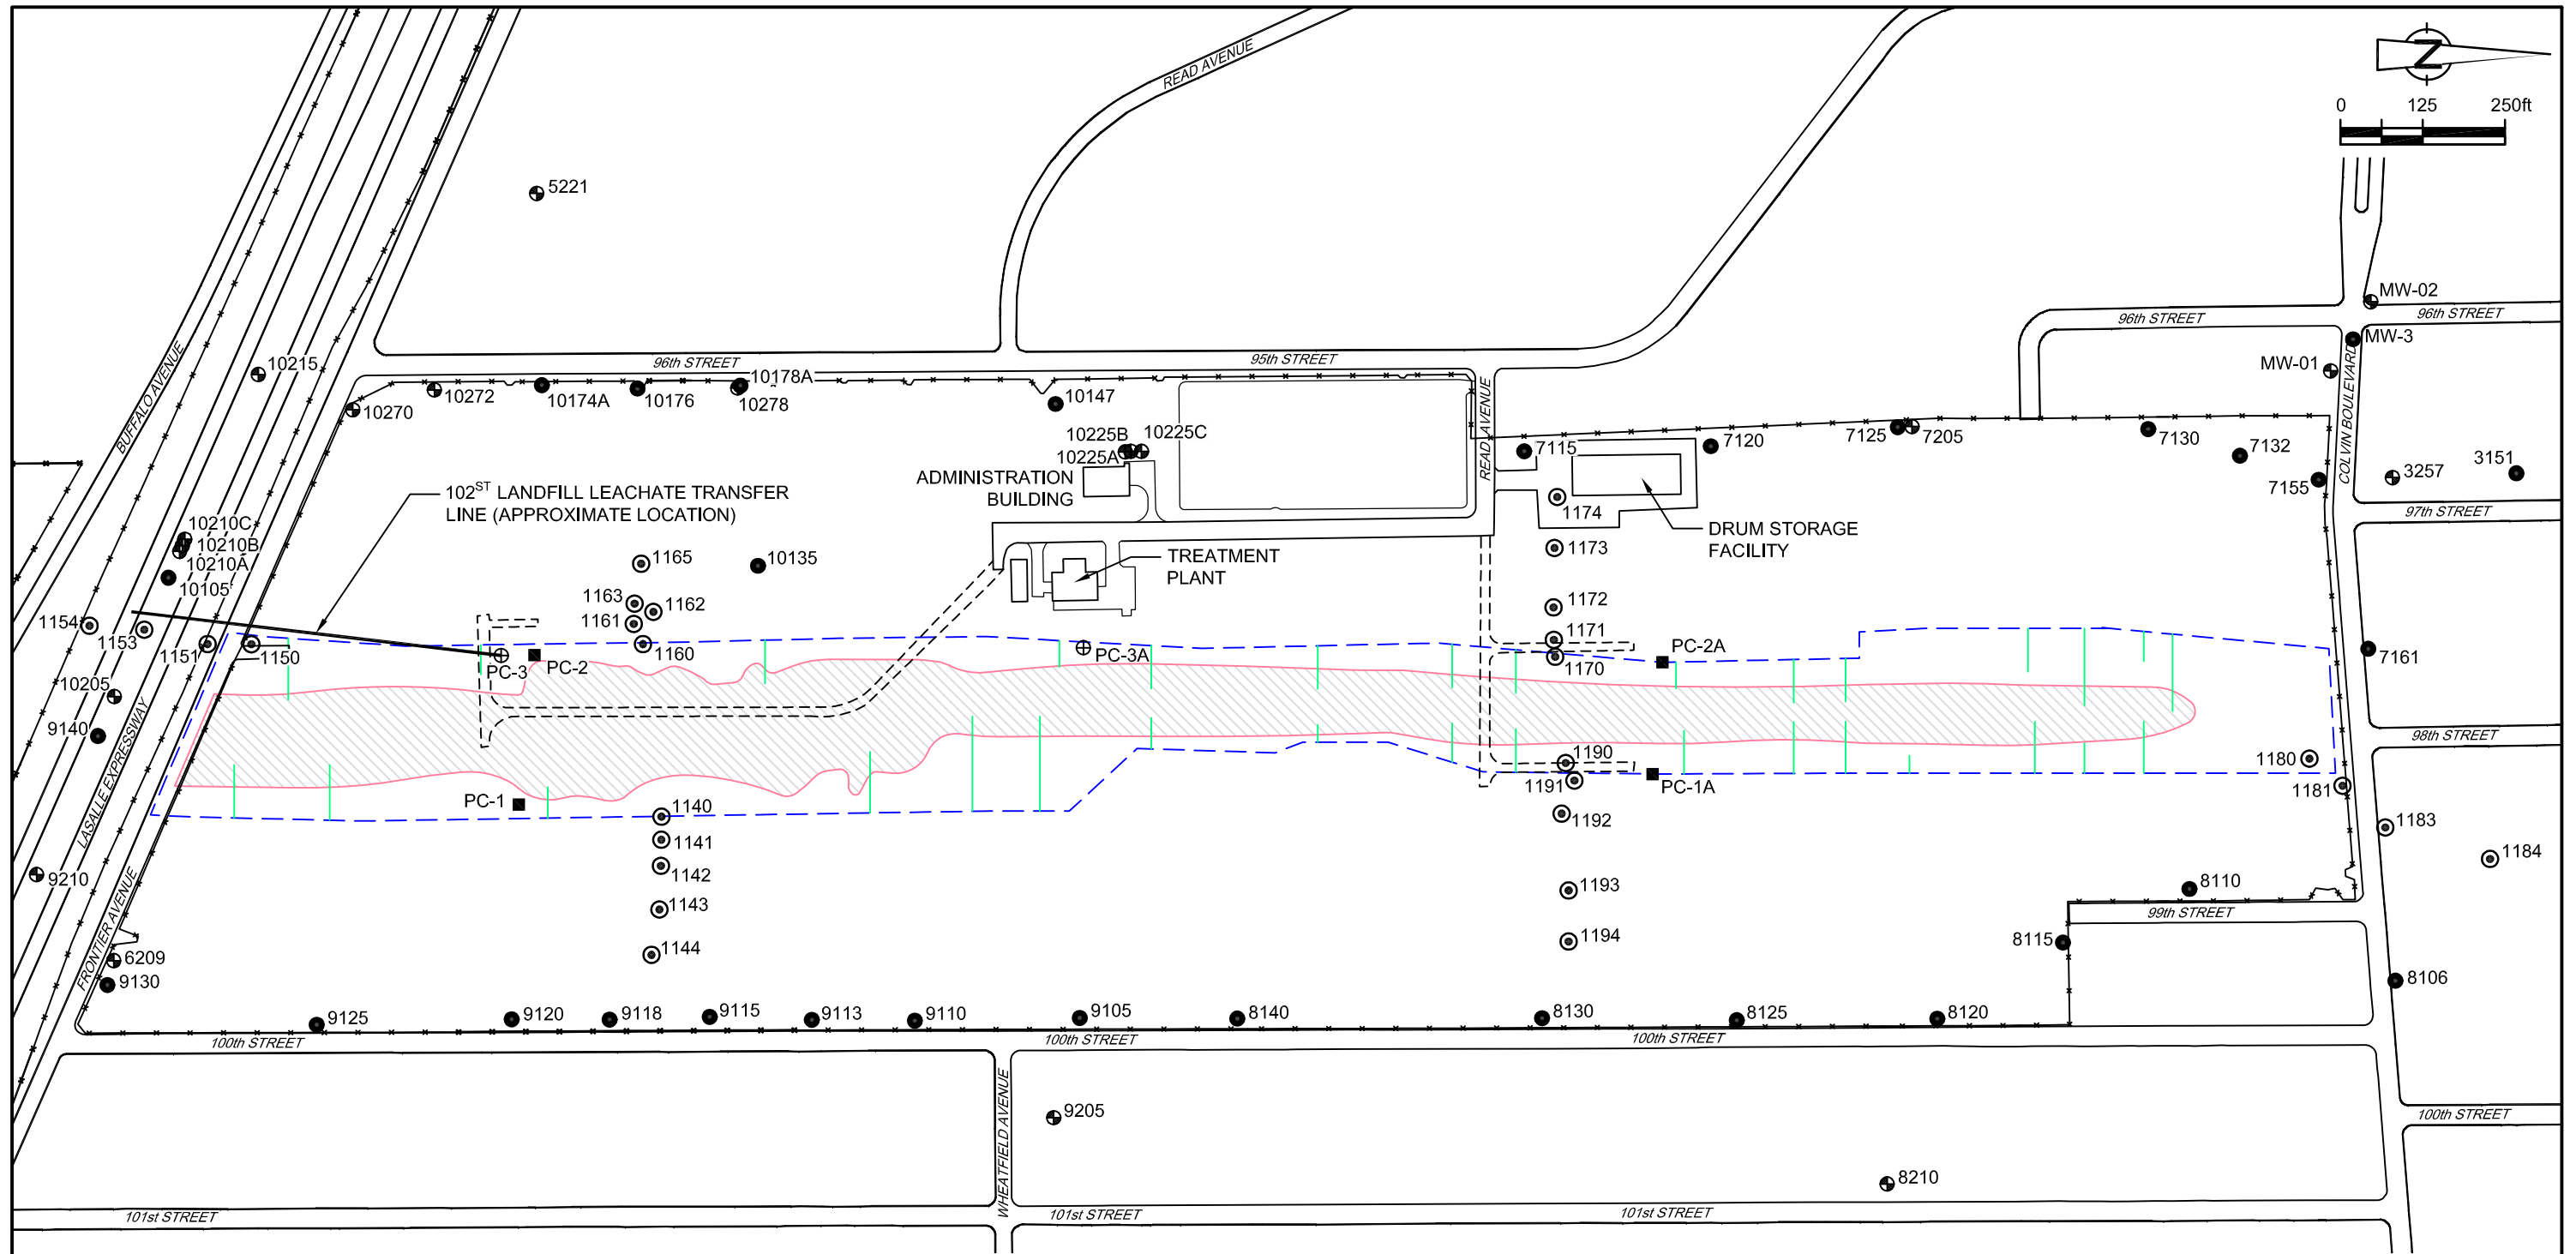 READ AVENUE
N
0 125 250ft
5221
MW-02
96th STREET
96th STREET
MW-3
BUFFALO AVENUE
10215
96th STREET
95th STREET
MW-01
COLVIN BOULEVARD
10270
10272
10174A
10176
10178A
10278
10147
READ AVENUE
10225B
10225C
10225A
7115
7120
7125
7205
7130
7132
7155
3257
3151
97th STREET
ADMINISTRATION
BUILDING
102ST LANDFILL LEACHATE TRANSFER
LINE (APPROXIMATE LOCATION)
1174
DRUM STORAGE
FACILITY
10210C
10210B
10210A
10105
1165
10135
TREATMENT
PLANT
1173
1163
1162
1161
1160
1172
1171
1170
1154
1153
1151
1150
PC-3
PC-2
PC-3A
PC-2A
7161
10205
LASALLE EXPRESSWAY
9140
98th STREET
1190
1191
PC-1A
1180
1181
PC-1
1140
1192
1183
1141
1142
1184
9210
1143
1193
8110
99th STREET
FRONTIER AVENUE
1144
1194
8115
6209
9130
8106
9125
9120
9118
9115
9113
9110
9105
8140
8130
8125
8120
100th STREET
100th STREET
100th STREET
WHEATFIELD AVENUE
9205
100th STREET
8210
101st STREET
101st STREET
101st STREET